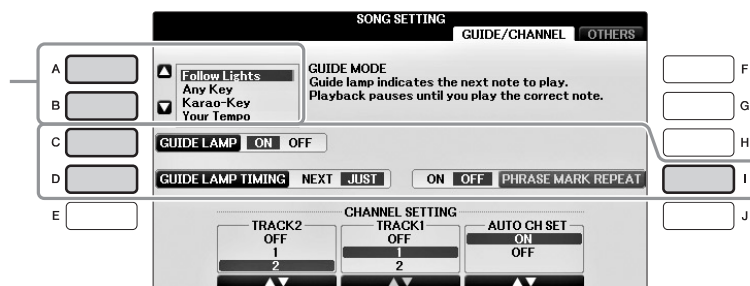 SONG SETTING
GUIDE/CHANNEL OTHERS
A
B
C
D
E
Follow Lights
Any Key
Karao-Key
Your Tempo
GUIDE MODE
Guide lamp indicates the next note to play.
Playback pauses until you play the correct note.
GUIDE LAMP ON OFF
GUIDE LAMP TIMING NEXT JUST
ON OFF PHRASE MARK REPEAT
F
G
H
I
J
CHANNEL SETTING
TRACK2
OFF
1
2
TRACK1
OFF
1
2
AUTO CH SET
ON
OFF